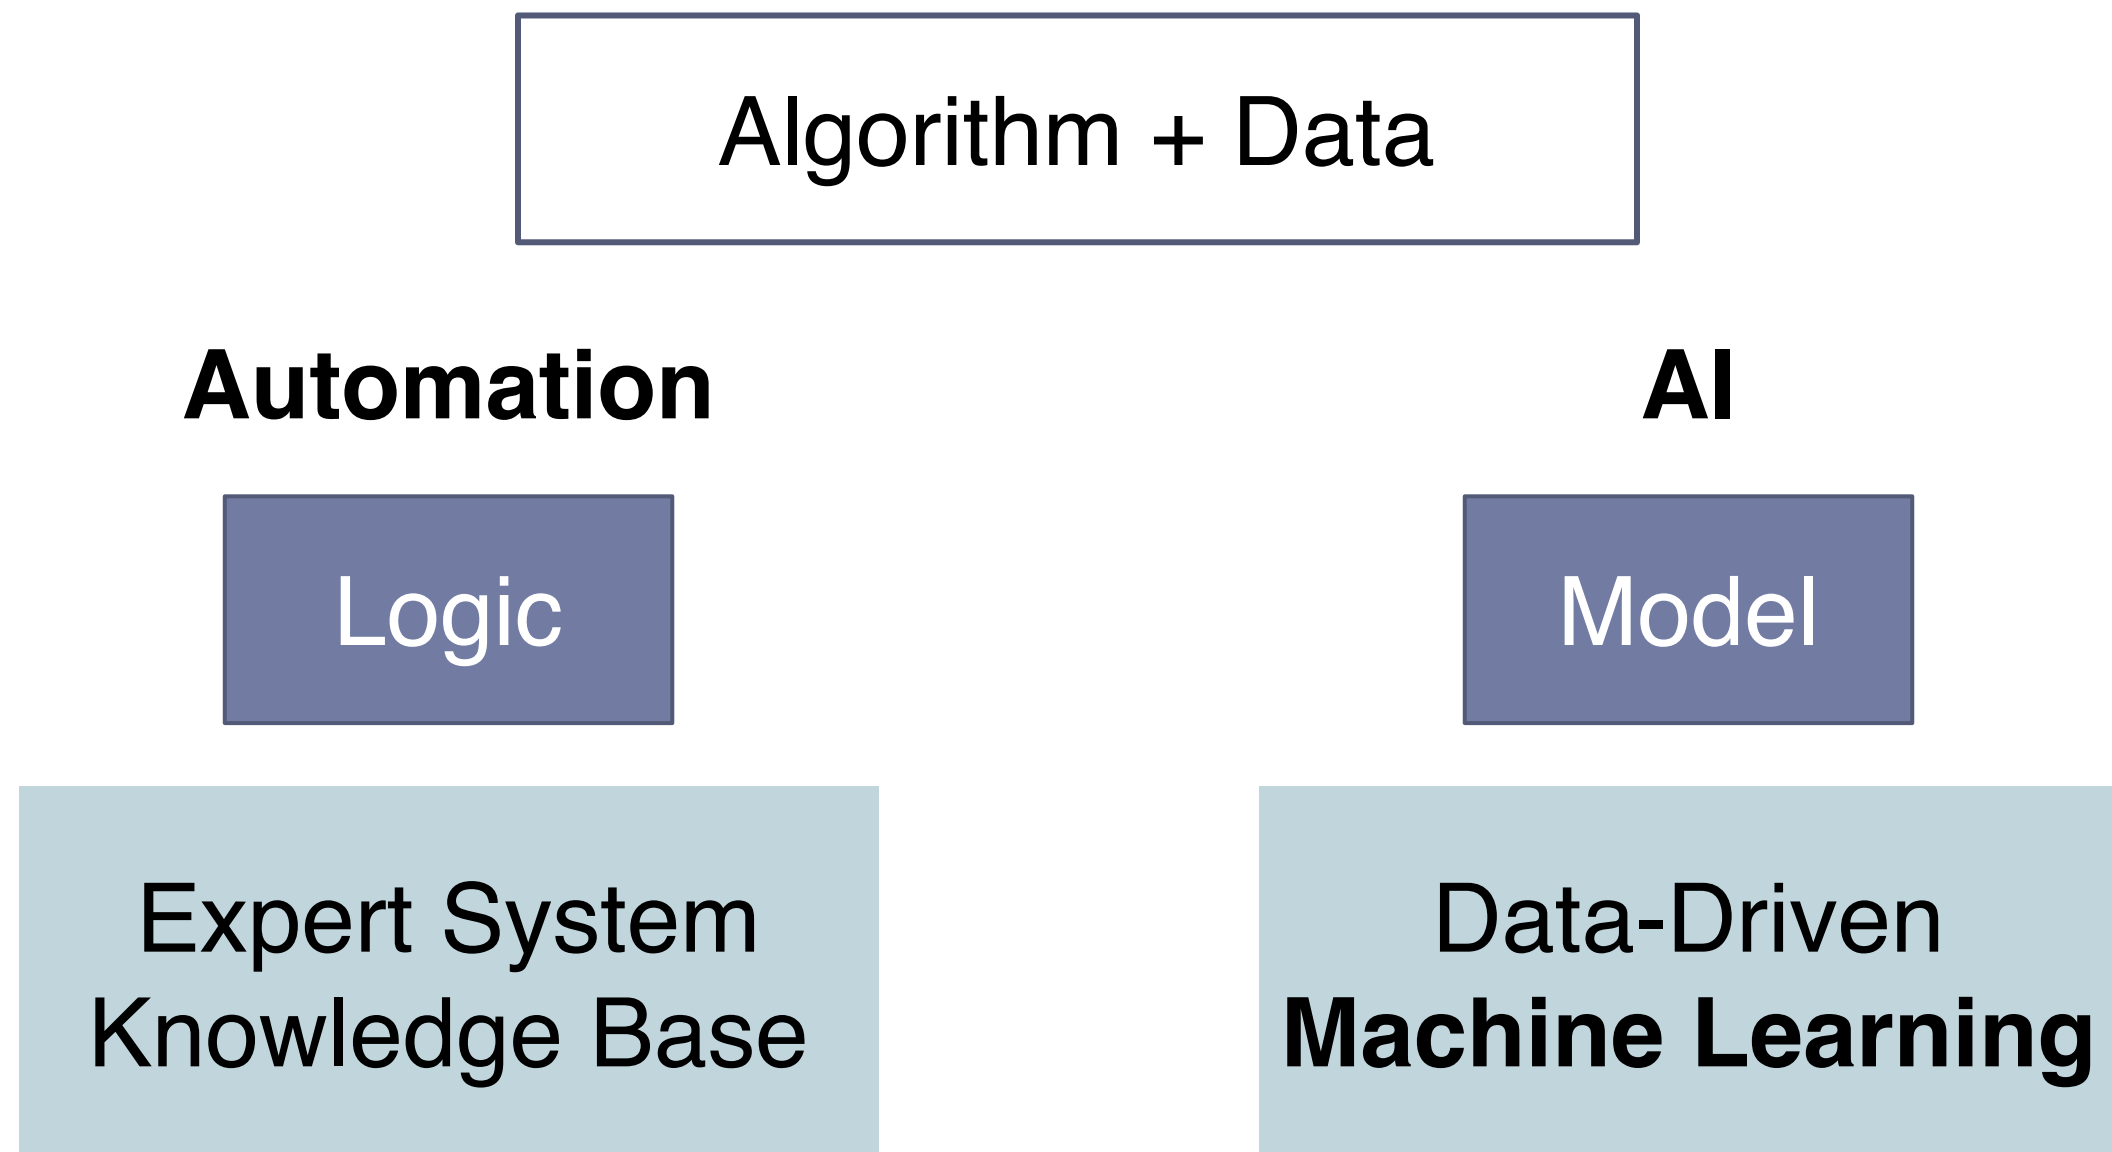 Algorithm + Data
Automation
AI
Logic
Model
Expert System
Knowledge Base
Data-Driven
Machine Learning